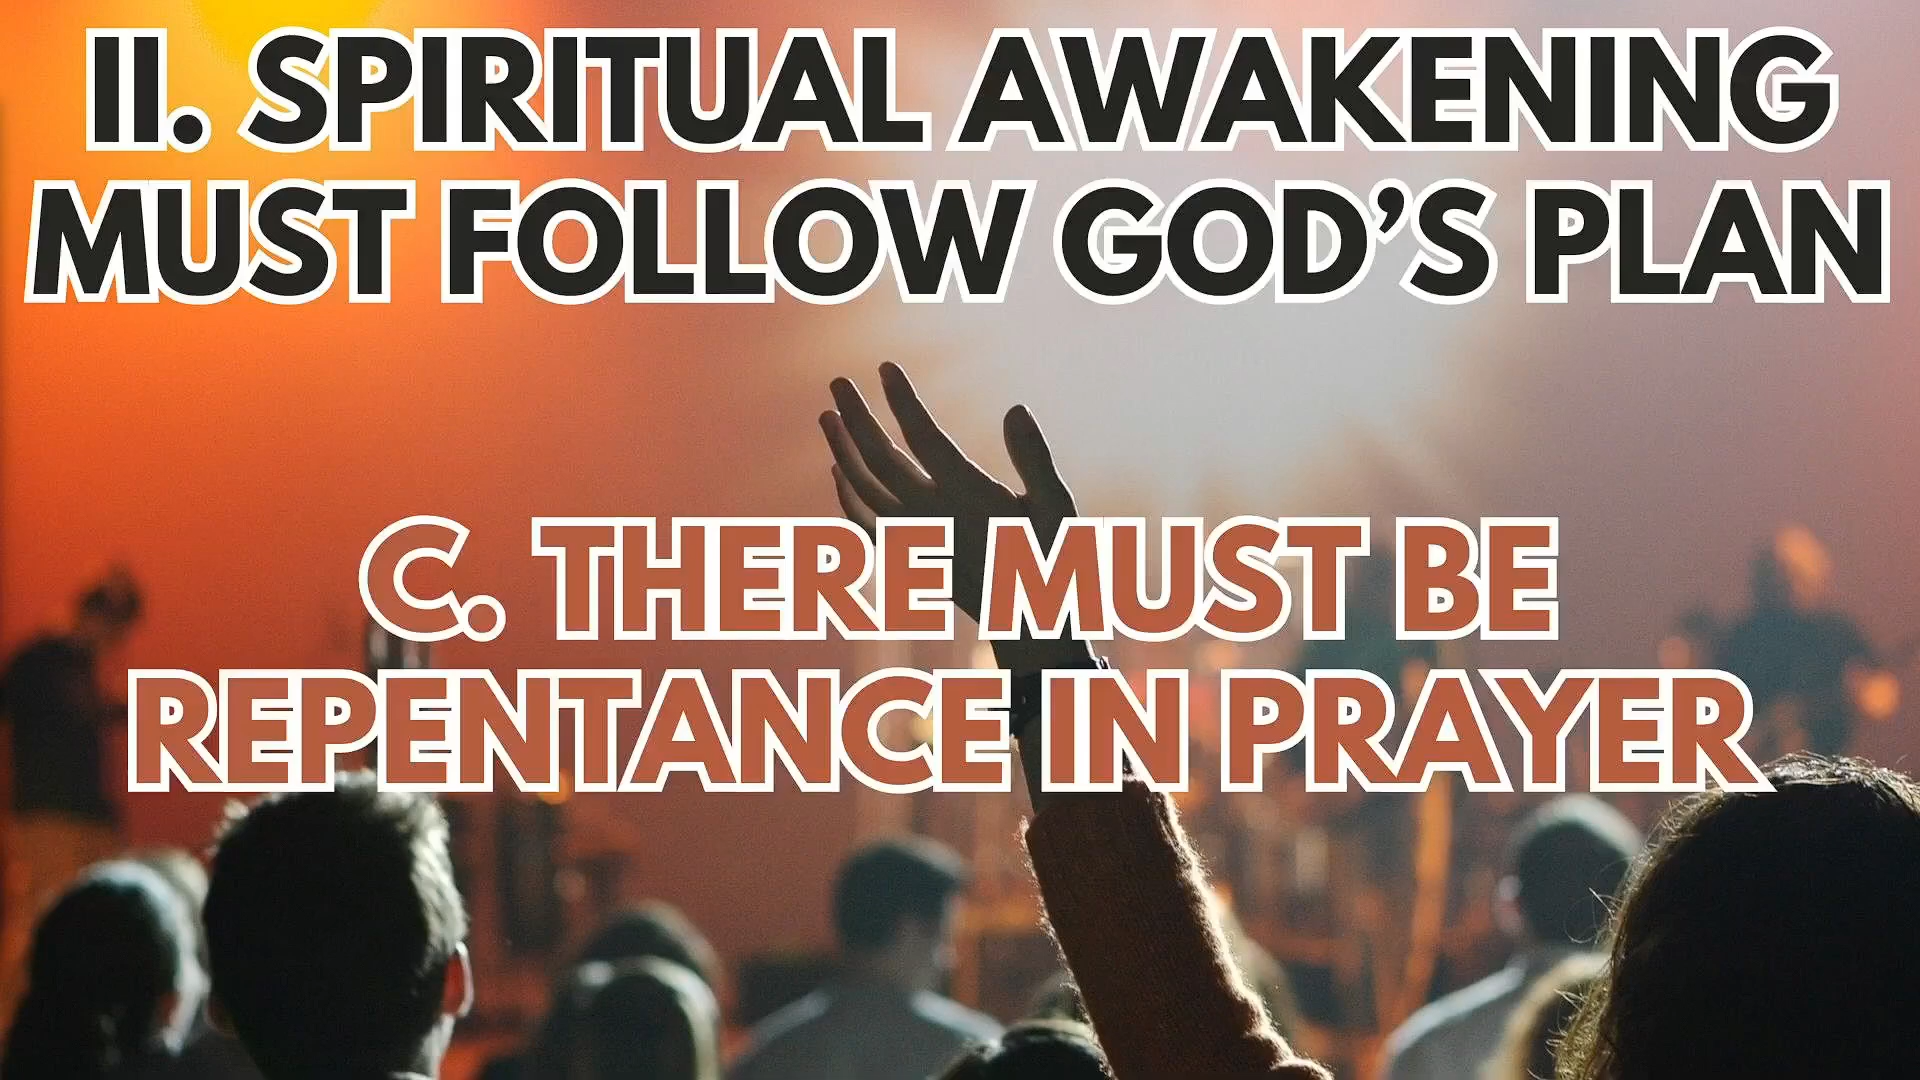 II. SPIRITUAL AWAKENING
MUST FOLLOW GOD’S PLAN
C. THERE MUST BE
REPENTANCE IN PRAYER